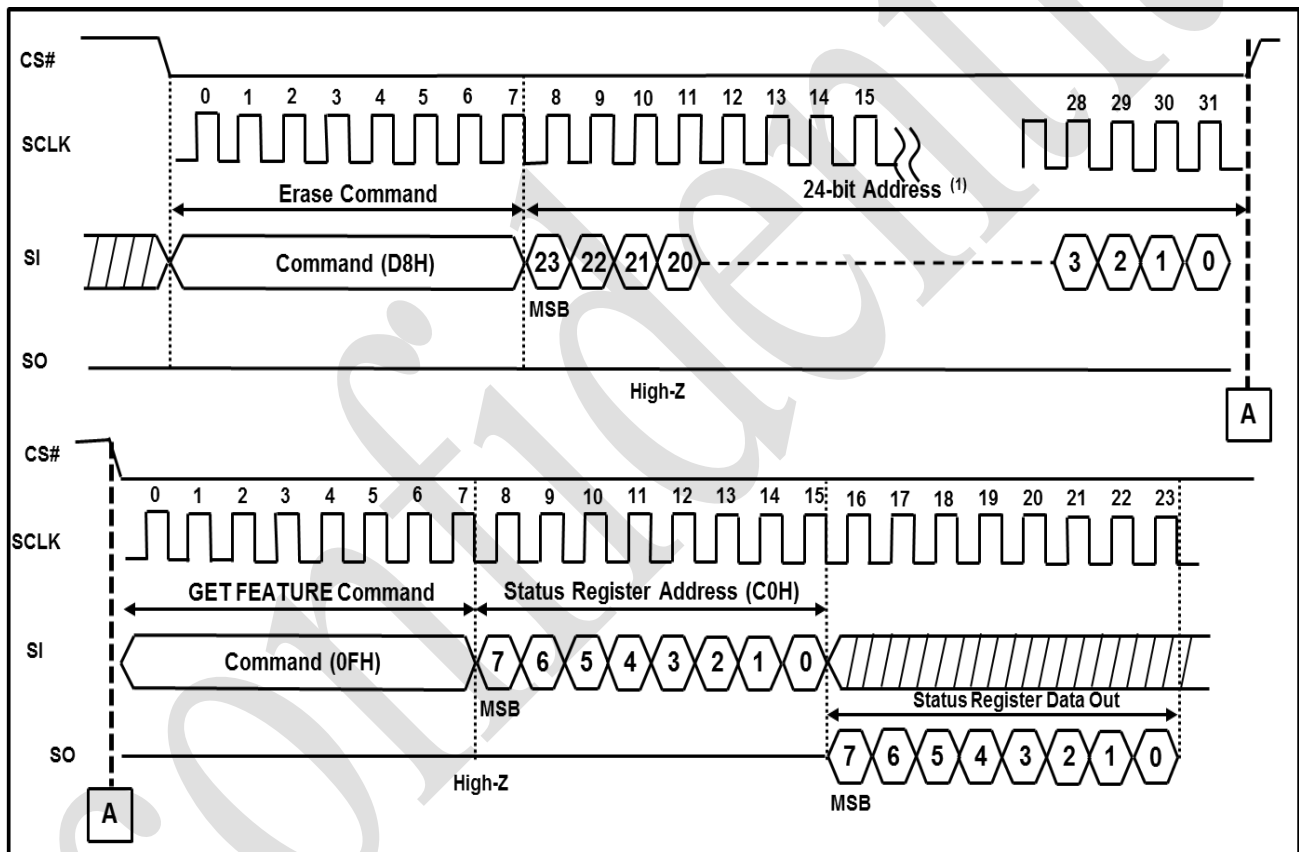 CS#
0 1 2 3 4 5 6 7 8 9 10 11 12 13 14 15 28 29 30 31
SCLK
Erase Command
24-bit Address (1)
SI
Command (D8H)
23 22 21 20 3 2 1 0
MSB
SO
High-Z
A
CS#
0 1 2 3 4 5 6 7 8 9 10 11 12 13 14 15 16 17 18 19 20 21 22 23
SCLK
GET FEATURE Command
Status Register Address (C0H)
SI
Command (0FH)
7 6 5 4 3 2 1 0
MSB
Status Register Data Out
SO
7 6 5 4 3 2 1 0
High-Z
MSB
A